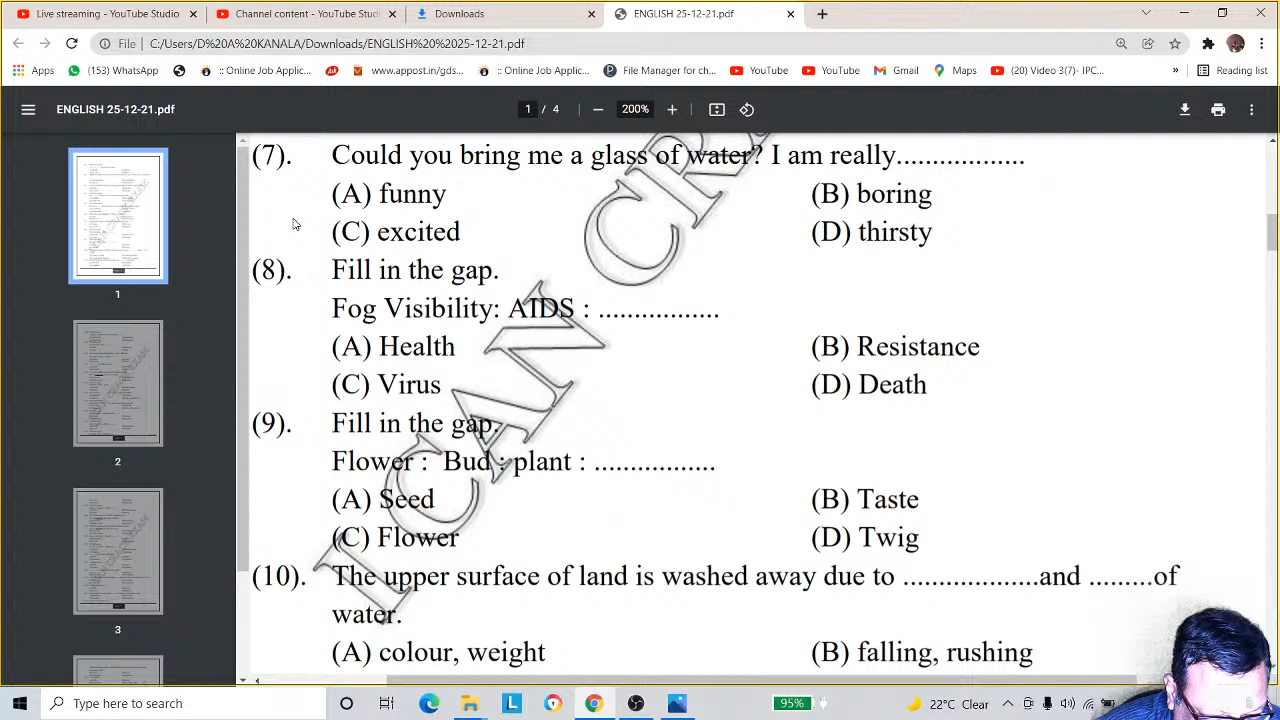 Live streaming - YouTube Studio
Channel content - YouTube Studio
Downloads
ENGLISH 25-12-21.pdf
File | C:/Users/D%20A%20KANALA/Downloads/ENGLISH%20%2025-12-21.pdf
Apps (153) WhatsApp :: Online Job Applic... www.appost.in/gds... :: Online Job Applic... File Manager for ch... YouTube YouTube Gmail Maps (20) Video 3(7)- IPC... » Reading list
ENGLISH 25-12-21.pdf 1 / 4 200%
(7). Could you bring me a glass of water? I am really..................
(A) funny (B) boring
(C) excited (D) thirsty
(8). Fill in the gap.
Fog Visibility: AIDS : .................
(A) Health (B) Resistance
(C) Virus (D) Death
(9). Fill in the gap.
Flower : Bud : plant : .................
(A) Seed (B) Taste
(C) Flower (D) Twig
(10). The upper surface of land is washed away due to ...................and .........of
water.
(A) colour, weight (B) falling, rushing
1
2
3
Type here to search
95%
22°C Clear